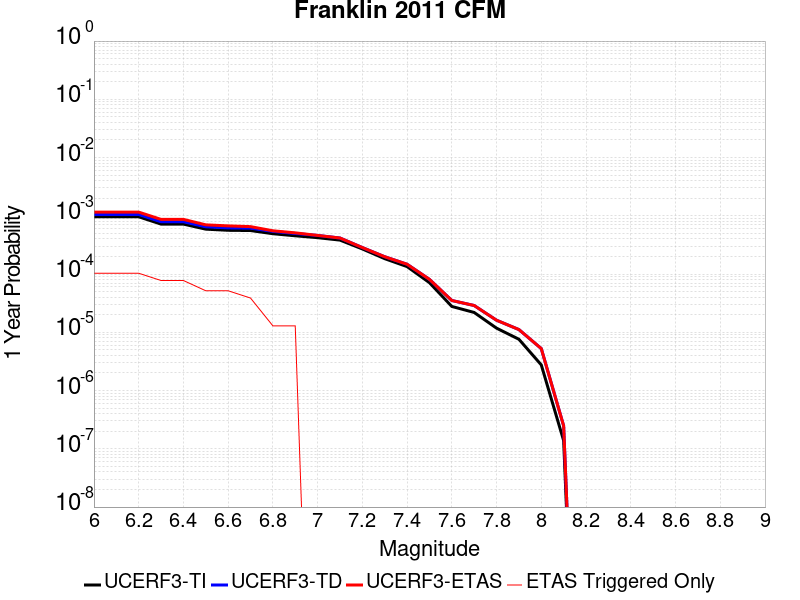 Franklin 2011 CFM
10^0
10^-1
10^-2
10^-3
10^-4
10^-5
10^-6
10^-7
10^-8
1 Year Probability
6 6.2 6.4 6.6 6.8 7 7.2 7.4 7.6 7.8 8 8.2 8.4 8.6 8.8 9
Magnitude
UCERF3-TI UCERF3-TD UCERF3-ETAS ETAS Triggered Only